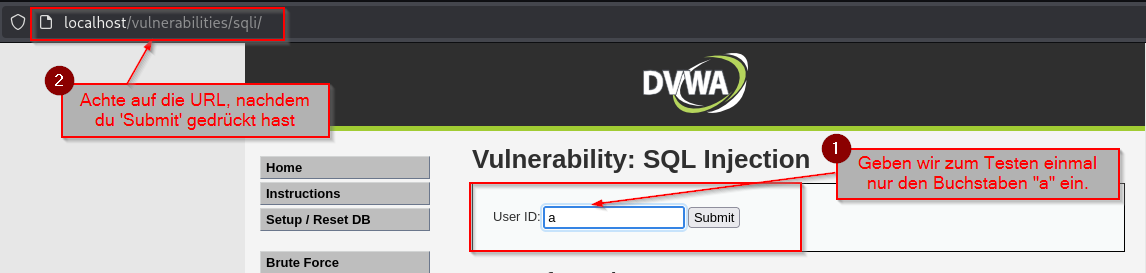 localhost/vulnerabilities/sqli/
2
Achte auf die URL, nachdem
du 'Submit' gedrückt hast
DVWA
Home
Instructions
Setup / Reset DB
Brute Force
Vulnerability: SQL Injection
1
Geben wir zum Testen einmal
nur den Buchstaben "a" ein.
User ID: a Submit